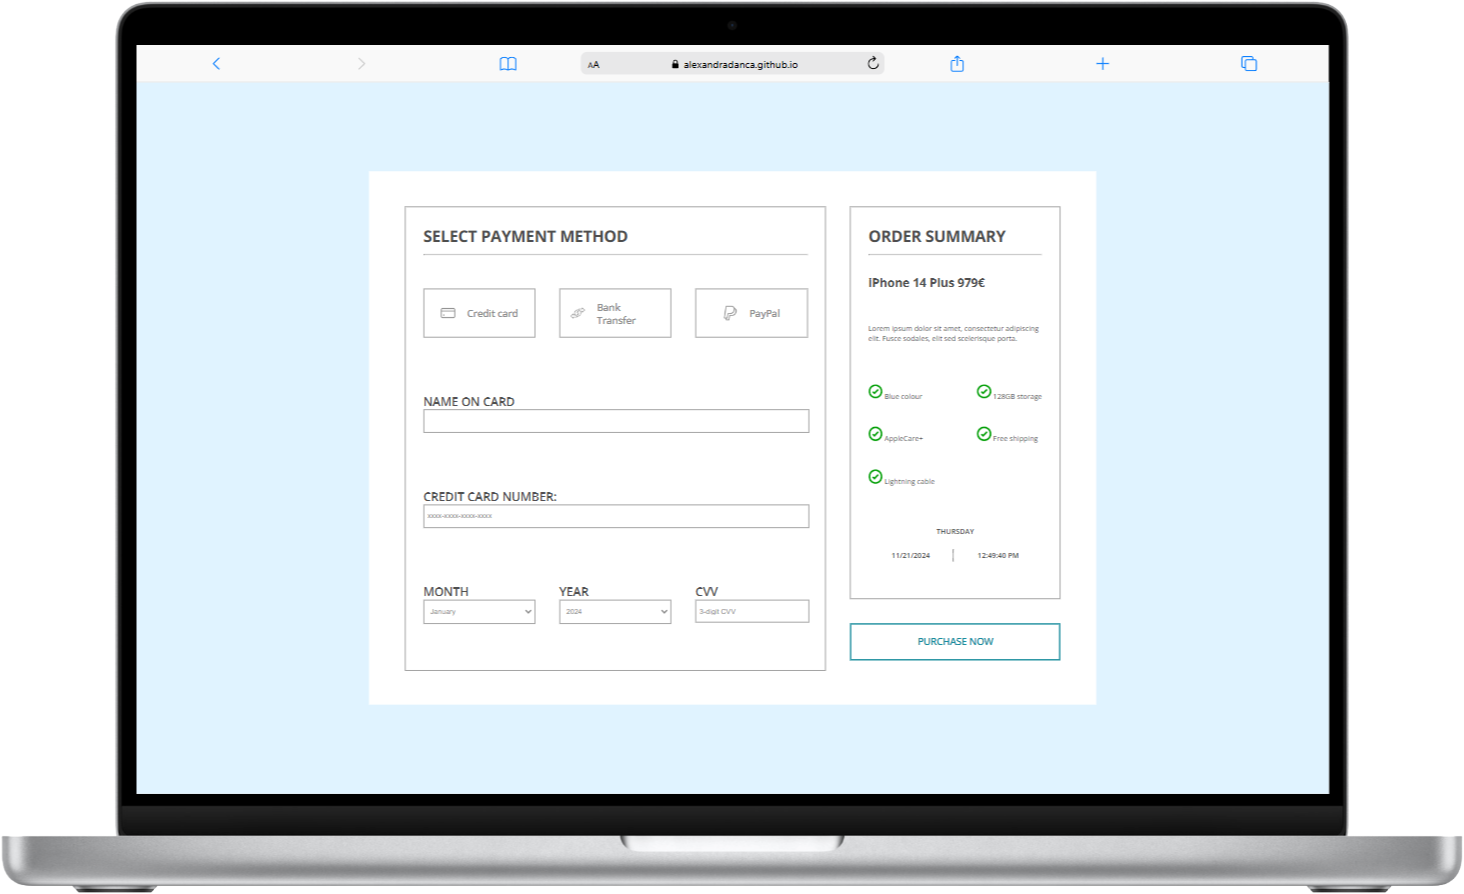 AA alexandradanca.github.io
SELECT PAYMENT METHOD
Credit card
Bank
Transfer
PayPal
NAME ON CARD
CREDIT CARD NUMBER:
xxxx-xxxx-xxxx-xxxx
MONTH YEAR CVV
January 2024 3-digit CVV
ORDER SUMMARY
iPhone 14 Plus 979€
Lorem ipsum dolor sit amet, consectetur adipiscing
elit. Fusce sodales, elit sed scelerisque porta.
Blue colour 128GB storage
AppleCare+ Free shipping
Lightning cable
THURSDAY
11/21/2024 12:49:40 PM
PURCHASE NOW